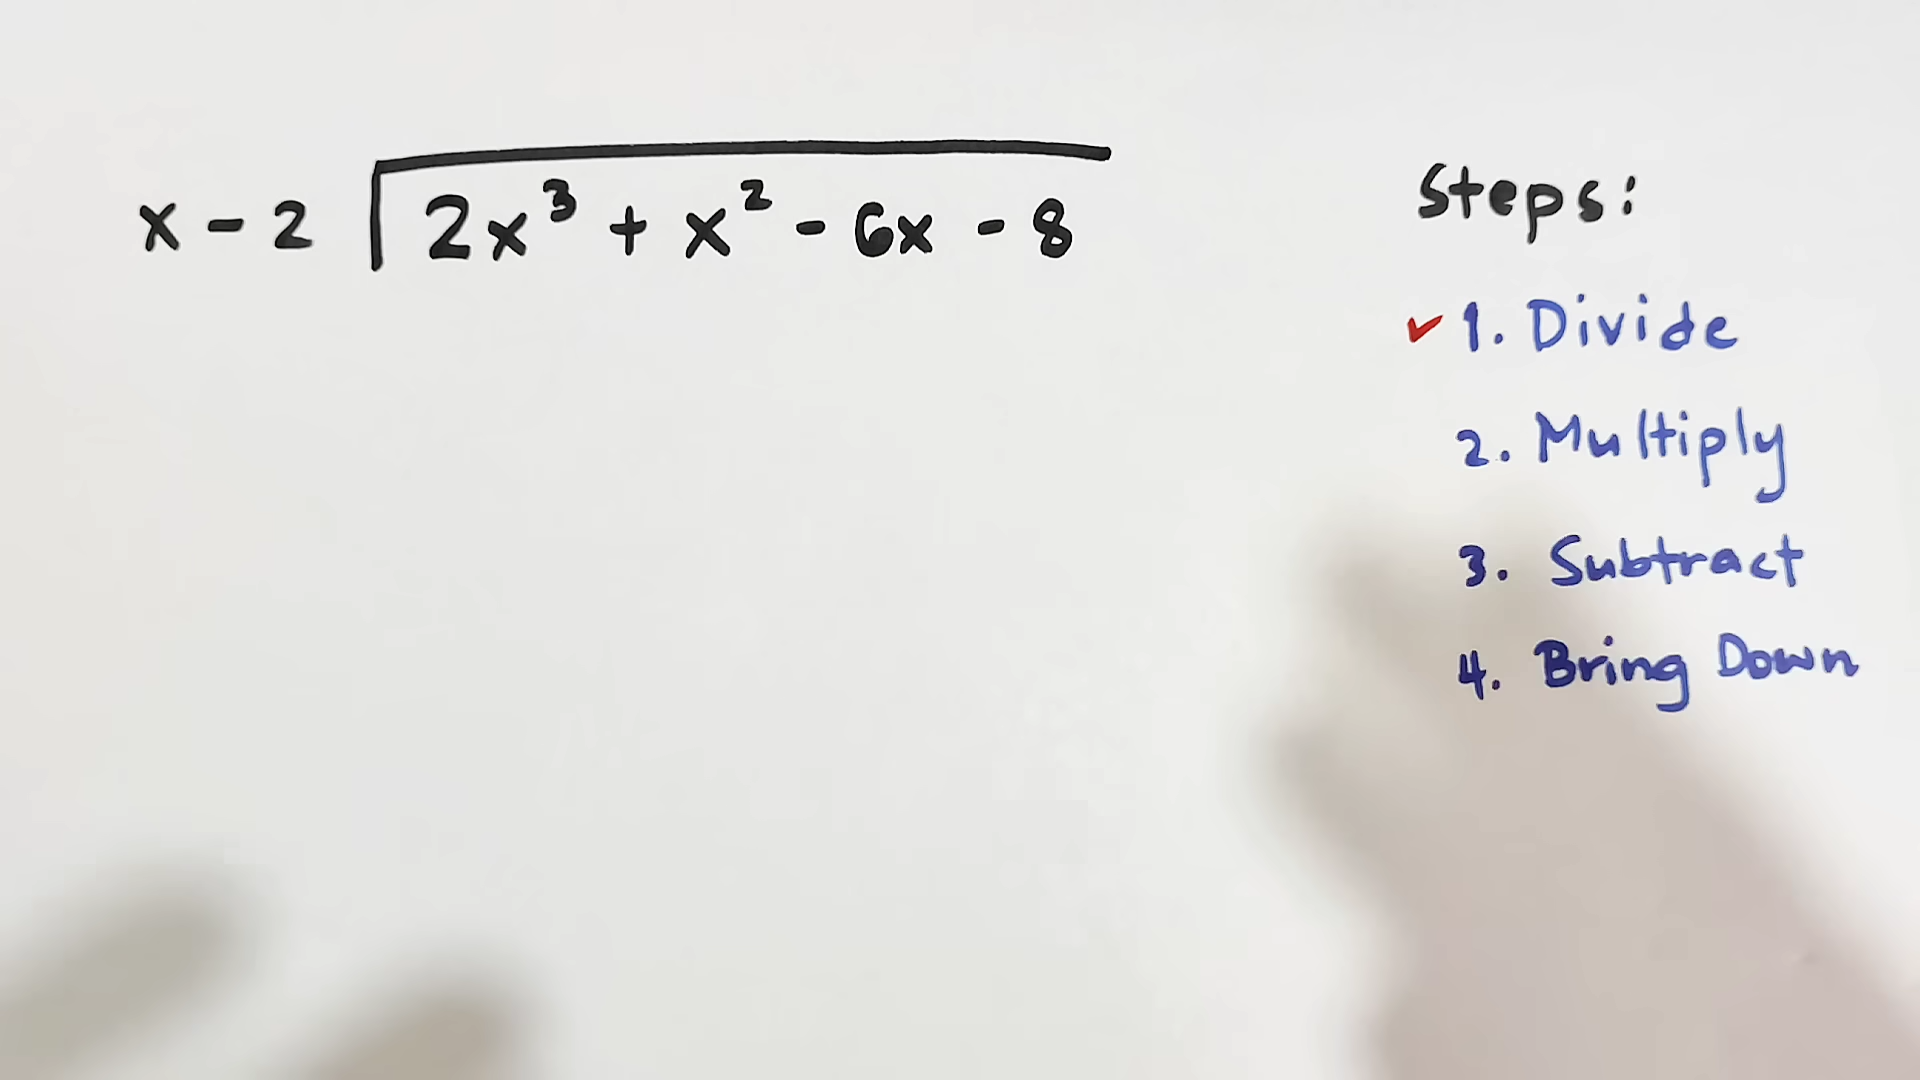 x - 2 2x³ + x² - 6x - 8
Steps:
✓ 1. Divide
2. Multiply
3. Subtract
4. Bring Down